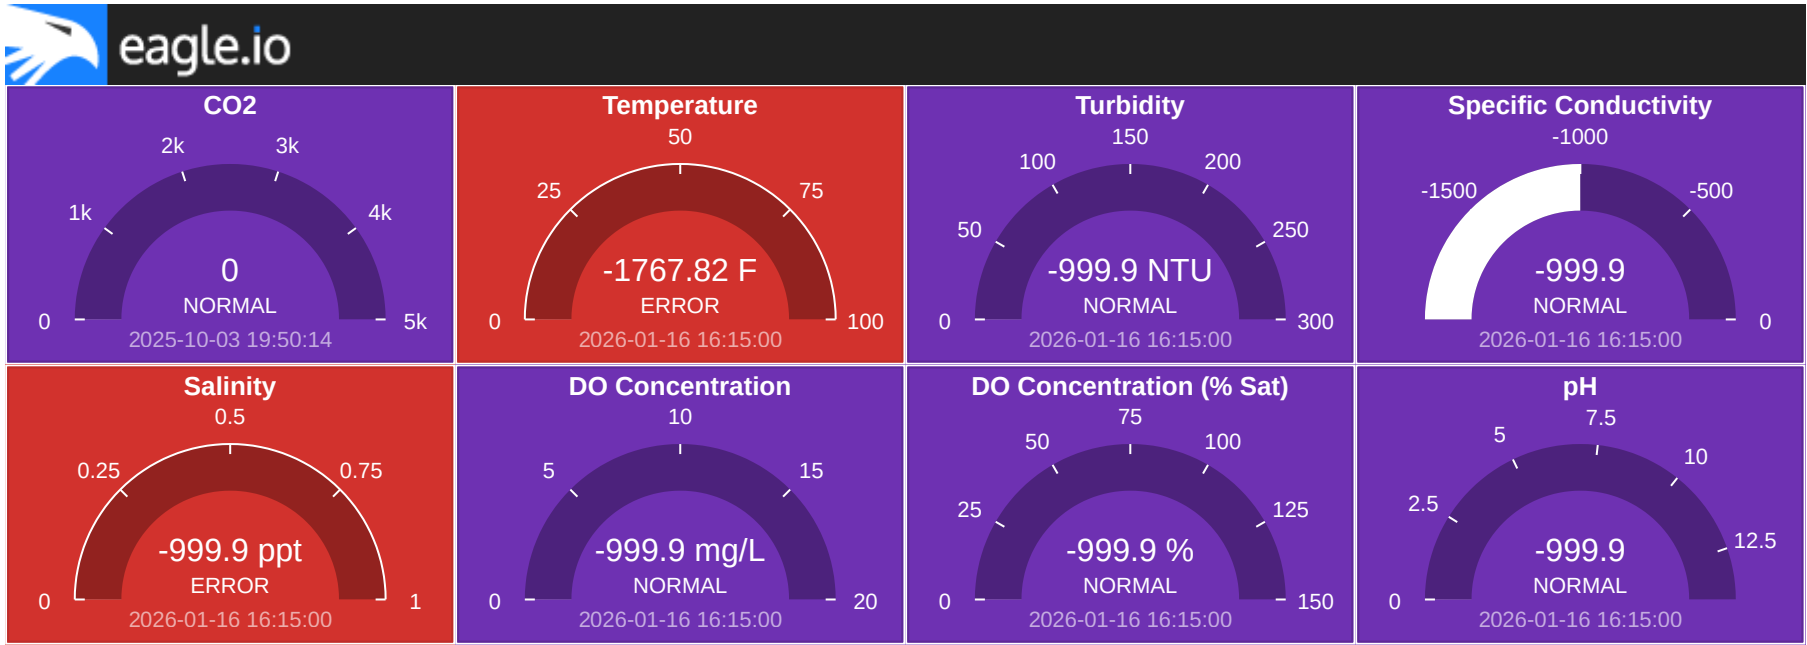 eagle.io
CO2
2k
3k
1k
4k
0
NORMAL
0
5k
2025-10-03 19:50:14
Temperature
50
25
75
-1767.82 F
ERROR
0
100
2026-01-16 16:15:00
Turbidity
150
100
200
50
250
-999.9 NTU
NORMAL
0
300
2026-01-16 16:15:00
Specific Conductivity
-1000
-1500
-500
-999.9
NORMAL
0
2026-01-16 16:15:00
Salinity
0.5
0.25
0.75
-999.9 ppt
ERROR
0
1
2026-01-16 16:15:00
DO Concentration
10
5
15
-999.9 mg/L
NORMAL
0
20
2026-01-16 16:15:00
DO Concentration (% Sat)
75
50
100
25
125
-999.9 %
NORMAL
0
150
2026-01-16 16:15:00
pH
7.5
5
10
2.5
12.5
-999.9
NORMAL
0
2026-01-16 16:15:00